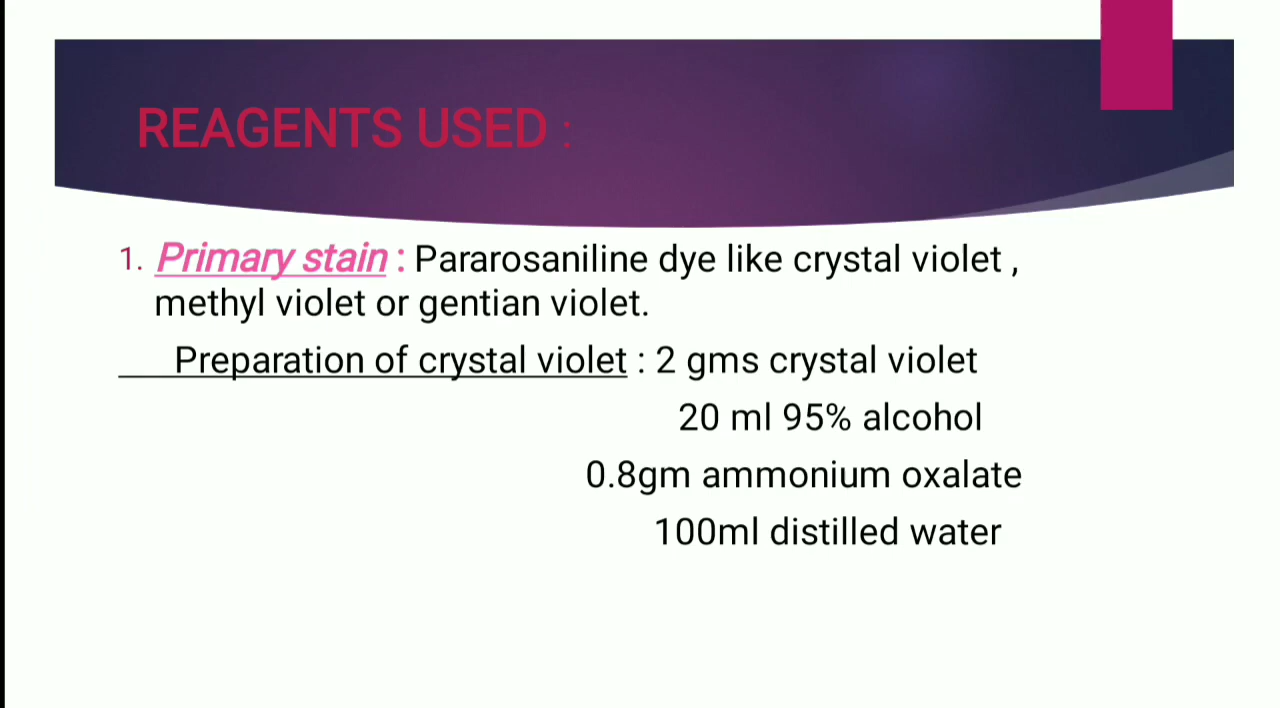 REAGENTS USED :
1. Primary stain : Pararosaniline dye like crystal violet ,
methyl violet or gentian violet.
Preparation of crystal violet : 2 gms crystal violet
20 ml 95% alcohol
0.8gm ammonium oxalate
100ml distilled water